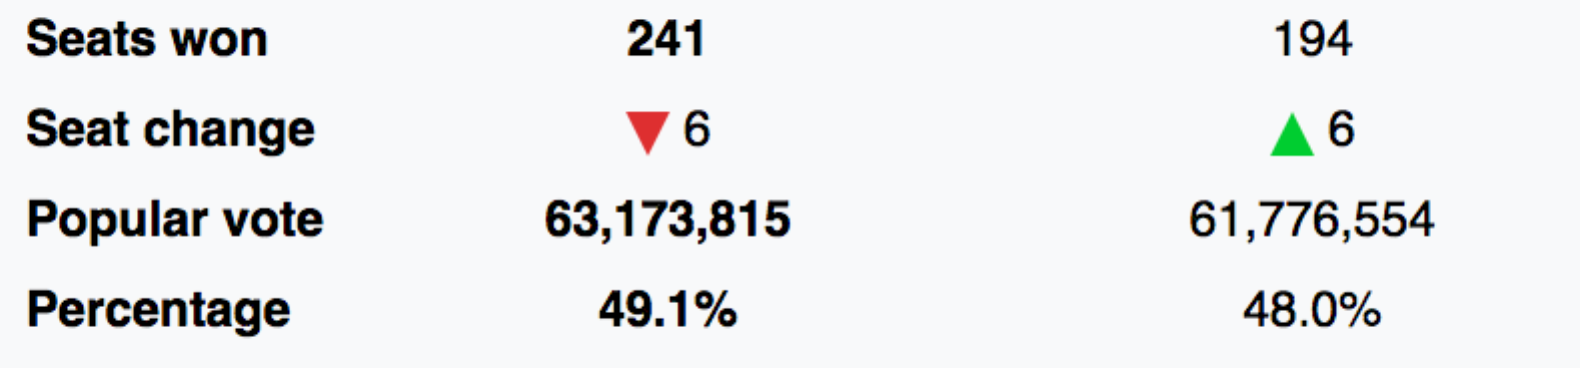 Seats won 241 194
Seat change ▼ 6 ▲ 6
Popular vote 63,173,815 61,776,554
Percentage 49.1% 48.0%